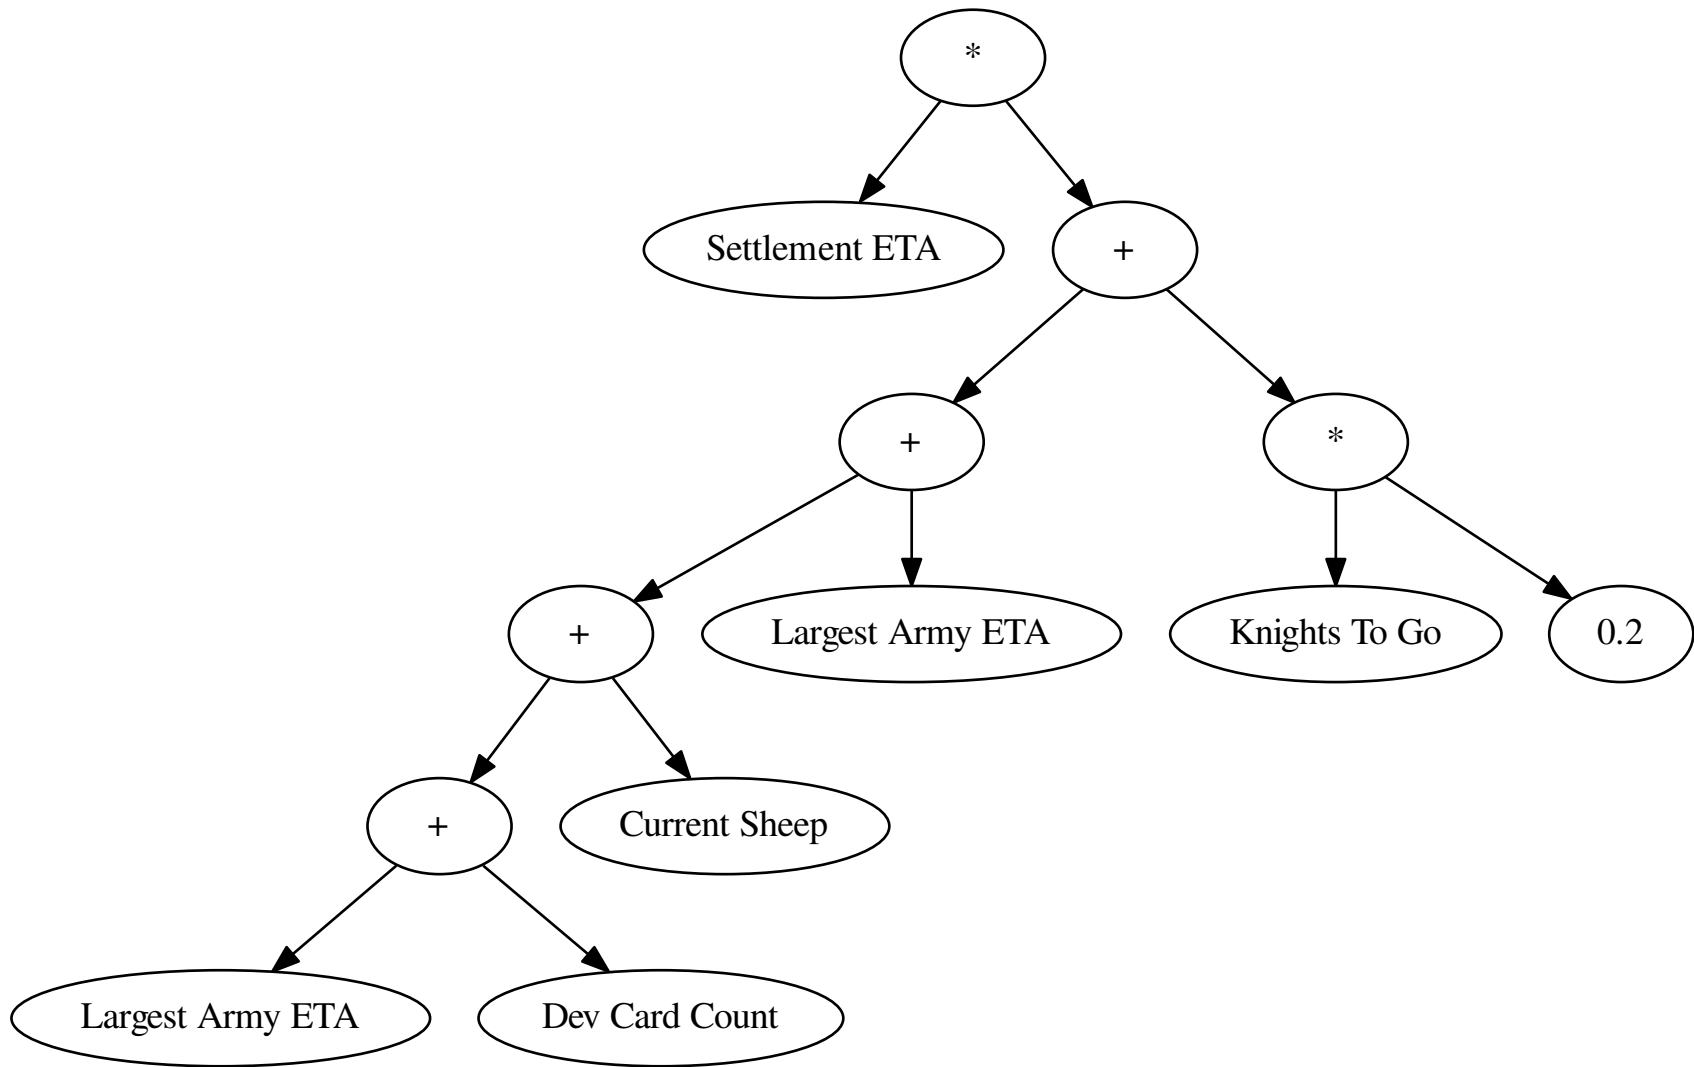 *
Settlement ETA
+
+
*
+
Largest Army ETA
Knights To Go
0.2
+
Current Sheep
Largest Army ETA
Dev Card Count